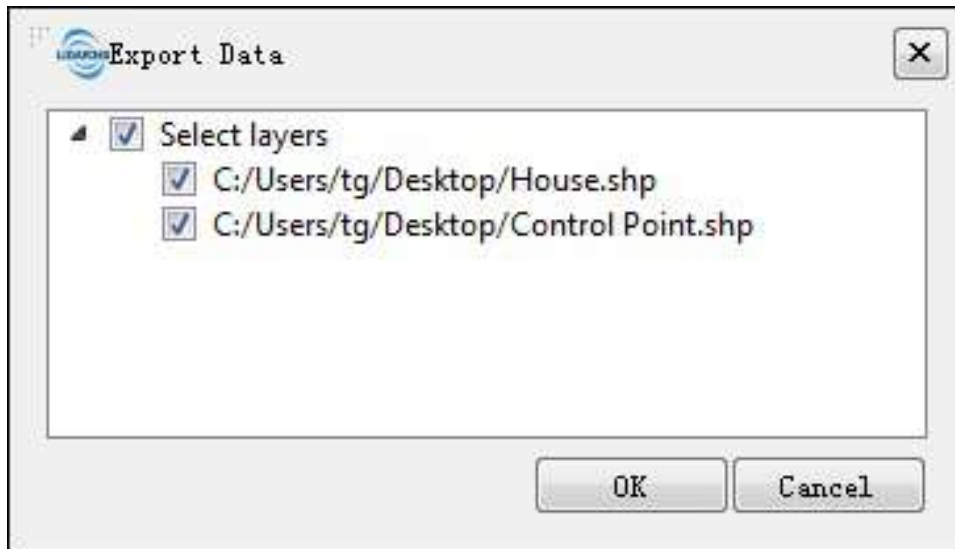 Export Data
Select layers
C:/Users/tg/Desktop/House.shp
C:/Users/tg/Desktop/Control Point.shp
OK
Cancel